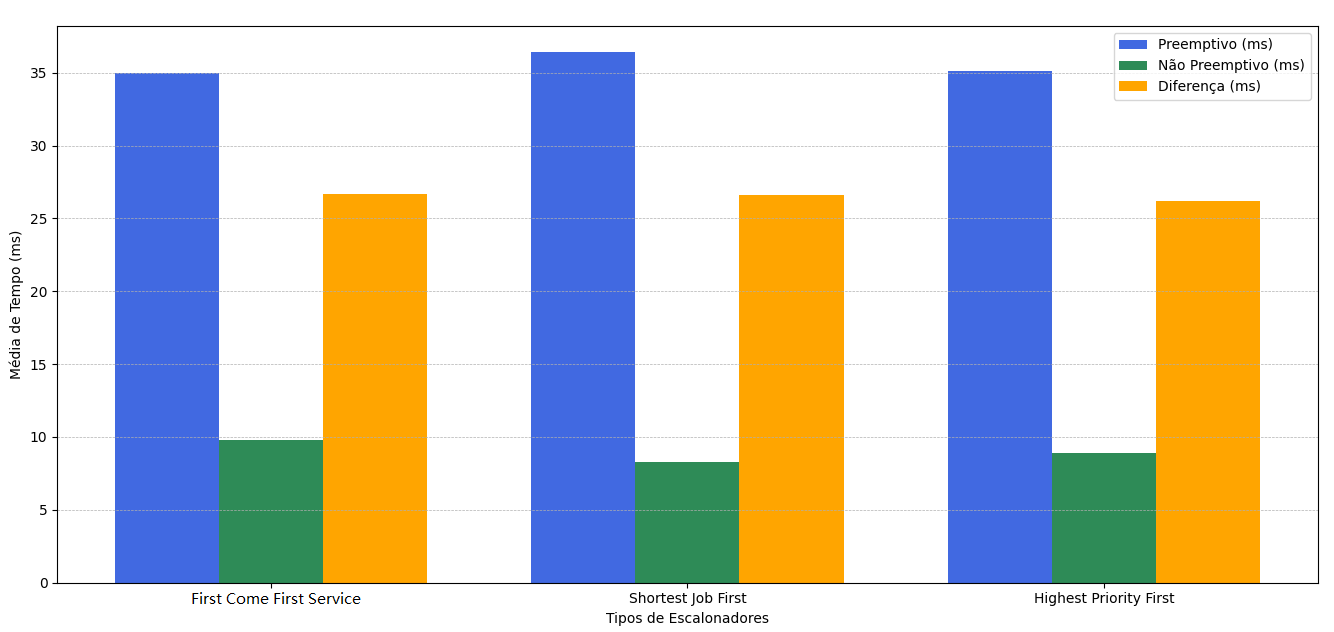 Preemptivo (ms)
Não Preemptivo (ms)
Diferença (ms)
Média de Tempo (ms)
35
30
25
20
15
10
5
0
First Come First Service
Shortest Job First
Highest Priority First
Tipos de Escalonadores